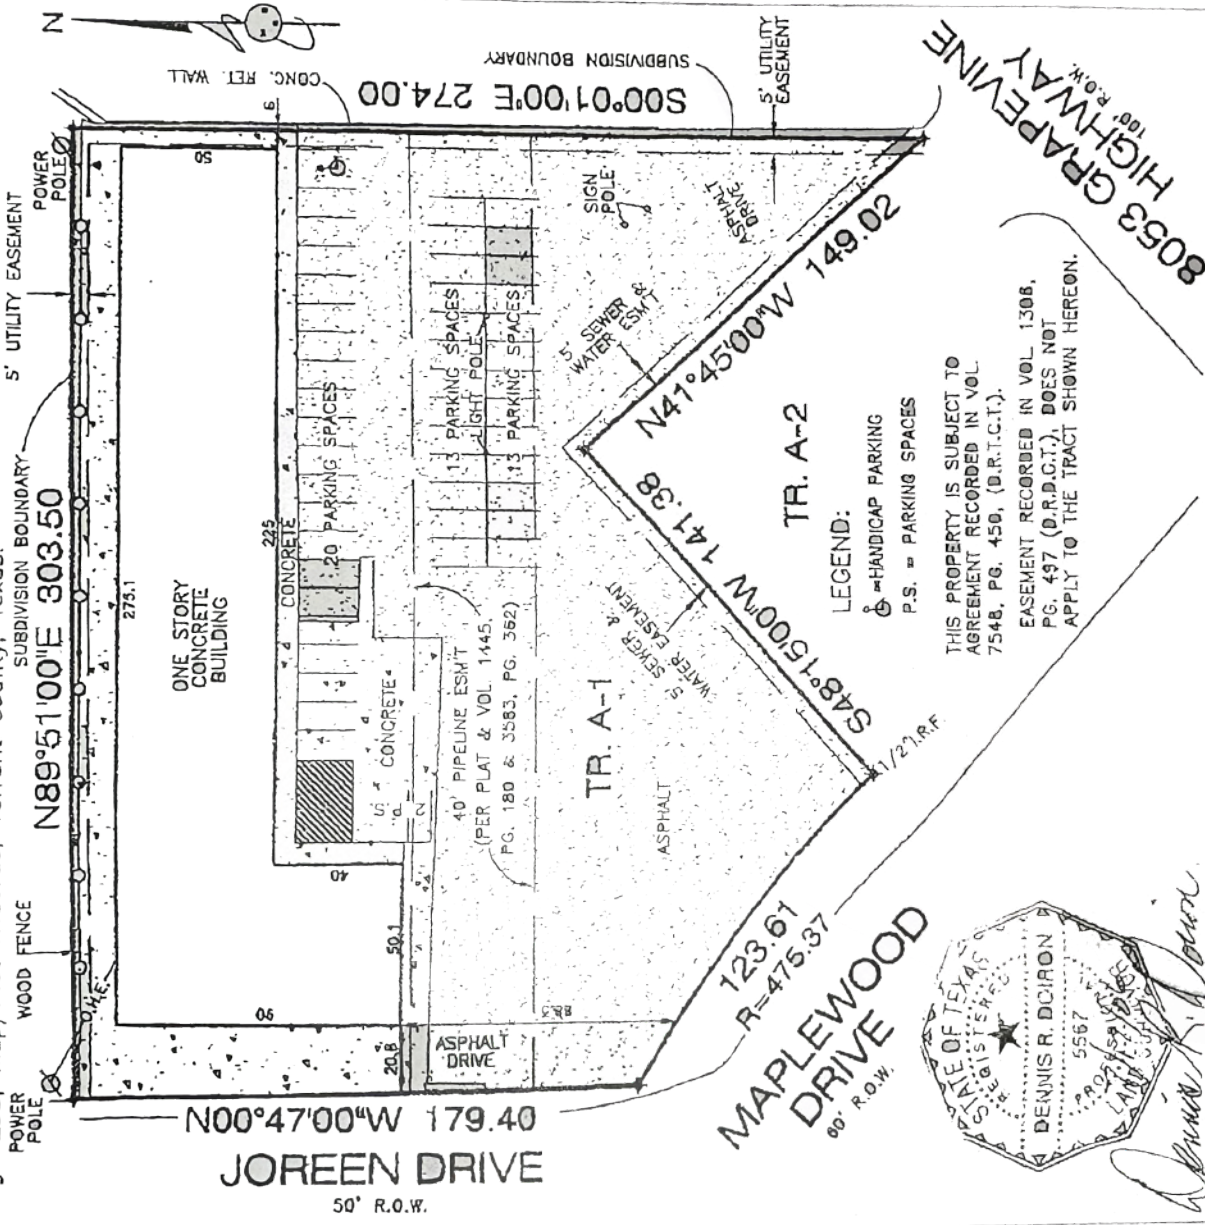 N
CONC. RET. WALL
S00°01'00"E 274.00
SUBDIVISION BOUNDARY
5' UTILITY
EASEMENT
8053 GRAPEVINE
HIGHWAY
100' R.O.W.
5' UTILITY EASEMENT
POWER
POLE
SUBDIVISION BOUNDARY
N89°51'00"E 303.50
WOOD FENCE
POWER
POLE
275.1
50
6
ONE STORY
CONCRETE
BUILDING
225
CONCRETE
20 PARKING SPACES
13 PARKING SPACES
LIGHT POLE
13 PARKING SPACES
SIGN
POLE
ASPHALT
DRIVE
5' SEWER &
WATER ESM'T
N41°45'00"W 149.02
40
90
50.1
20.8
CONCRETE
40' PIPELINE ESM'T
(PER PLAT & VOL. 1445,
PG. 180 & 3583, PG. 362)
TR. A-1
ASPHALT
5' SEWER &
WATER EASEMENT
S48°15'00"W 141.38
TR. A-2
1/2" I.R.F.
ASPHALT
DRIVE
N00°47'00"W 179.40
JOREEN DRIVE
50' R.O.W.
123.61
R=475.37
MAPLEWOOD
DRIVE
60' R.O.W.
LEGEND:
=HANDICAP PARKING
P.S. = PARKING SPACES
THIS PROPERTY IS SUBJECT TO
AGREEMENT RECORDED IN VOL.
7548, PG. 450, (D.R.T.C.T.).
EASEMENT RECORDED IN VOL. 1308,
PG. 497 (D.R.D.C.T.), DOES NOT
APPLY TO THE TRACT SHOWN HEREON.
STATE OF TEXAS
REGISTERED
DENNIS R. DOIRON
5567